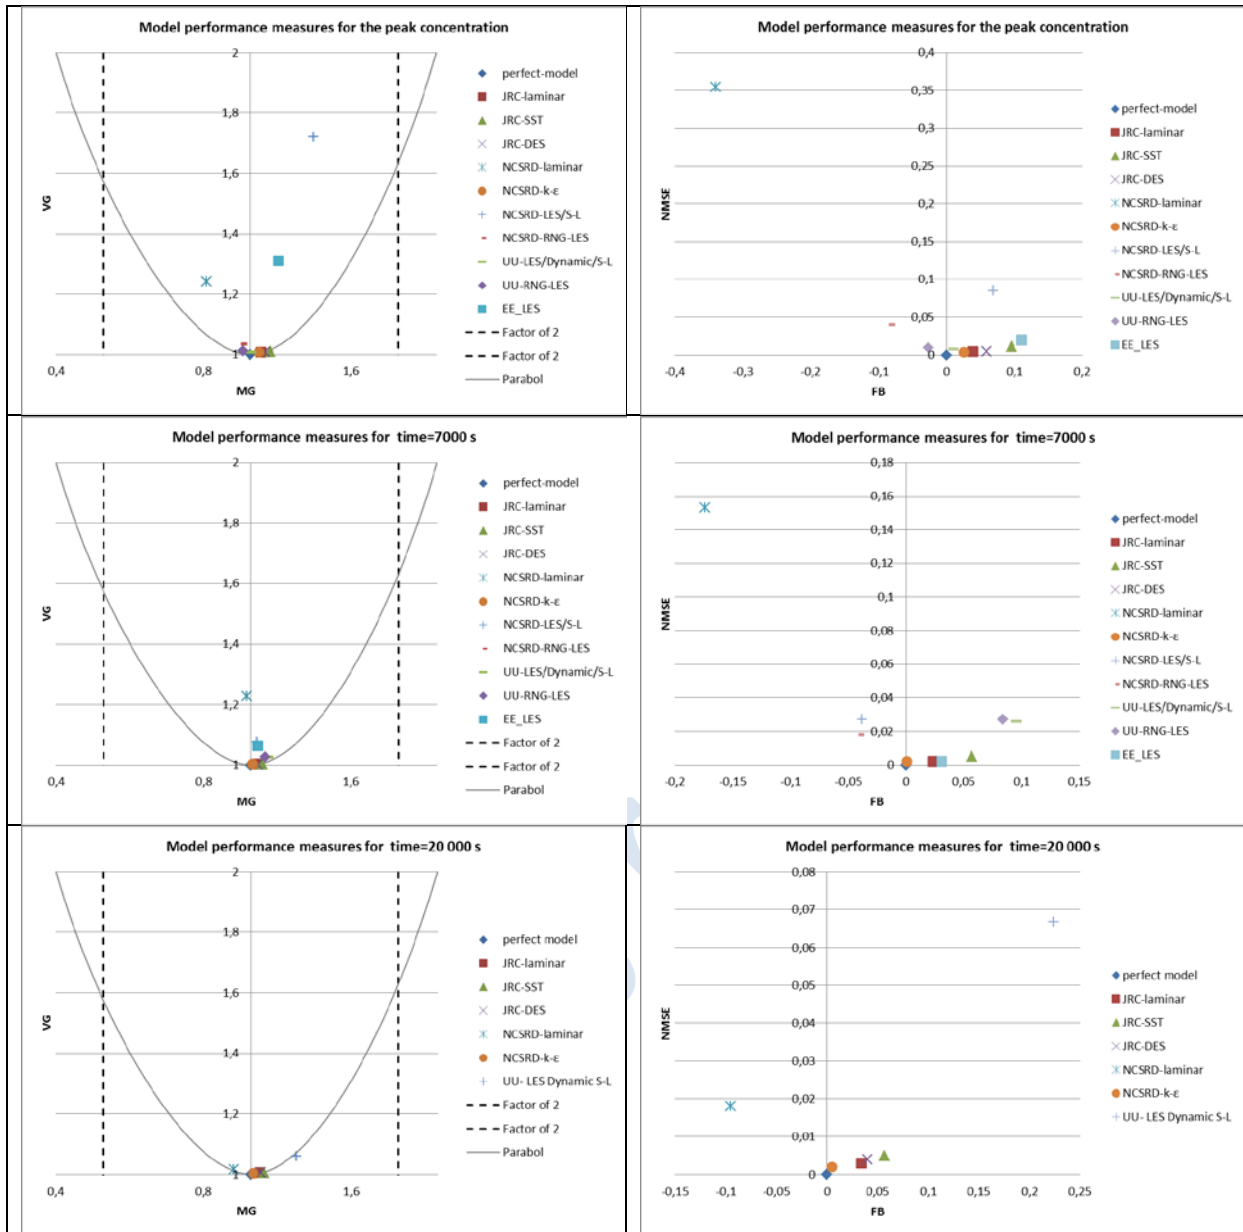 Model performance measures for the peak concentration
2
1,8
1,6
1,4
1,2
1
0,4
0,8
1,6
VG
MG
perfect-model
JRC-laminar
JRC-SST
JRC-DES
NCSRD-laminar
NCSRD-k-ε
NCSRD-LES/S-L
NCSRD-RNG-LES
UU-LES/Dynamic/S-L
UU-RNG-LES
EE_LES
Factor of 2
Factor of 2
Parabol
Model performance measures for the peak concentration
0,4
0,35
0,3
0,25
0,2
0,15
0,1
0,05
0
-0,4
-0,3
-0,2
-0,1
0
0,1
0,2
NMSE
FB
perfect-model
JRC-laminar
JRC-SST
JRC-DES
NCSRD-laminar
NCSRD-k-ε
NCSRD-LES/S-L
NCSRD-RNG-LES
UU-LES/Dynamic/S-L
UU-RNG-LES
EE_LES
Model performance measures for time=7000 s
2
1,8
1,6
1,4
1,2
1
0,4
0,8
1,6
VG
MG
perfect-model
JRC-laminar
JRC-SST
JRC-DES
NCSRD-laminar
NCSRD-k-ε
NCSRD-LES/S-L
NCSRD-RNG-LES
UU-LES/Dynamic/S-L
UU-RNG-LES
EE_LES
Factor of 2
Factor of 2
Parabol
Model performance measures for time=7000 s
0,18
0,16
0,14
0,12
0,1
0,08
0,06
0,04
0,02
0
-0,2
-0,15
-0,1
-0,05
0
0,05
0,1
0,15
NMSE
FB
perfect-model
JRC-laminar
JRC-SST
JRC-DES
NCSRD-laminar
NCSRD-k-ε
NCSRD-LES/S-L
NCSRD-RNG-LES
UU-LES/Dynamic/S-L
UU-RNG-LES
EE_LES
Model performance measures for time=20 000 s
2
1,8
1,6
1,4
1,2
1
0,4
0,8
1,6
VG
MG
perfect model
JRC-laminar
JRC-SST
JRC-DES
NCSRD-laminar
NCSRD-k-ε
UU- LES Dynamic S-L
Factor of 2
Factor of 2
Parabol
Model performance measures for time=20 000 s
0,08
0,07
0,06
0,05
0,04
0,03
0,02
0,01
0
-0,15
-0,1
-0,05
0
0,05
0,1
0,15
0,2
0,25
NMSE
FB
perfect model
JRC-laminar
JRC-SST
JRC-DES
NCSRD-laminar
NCSRD-k-ε
UU- LES Dynamic S-L